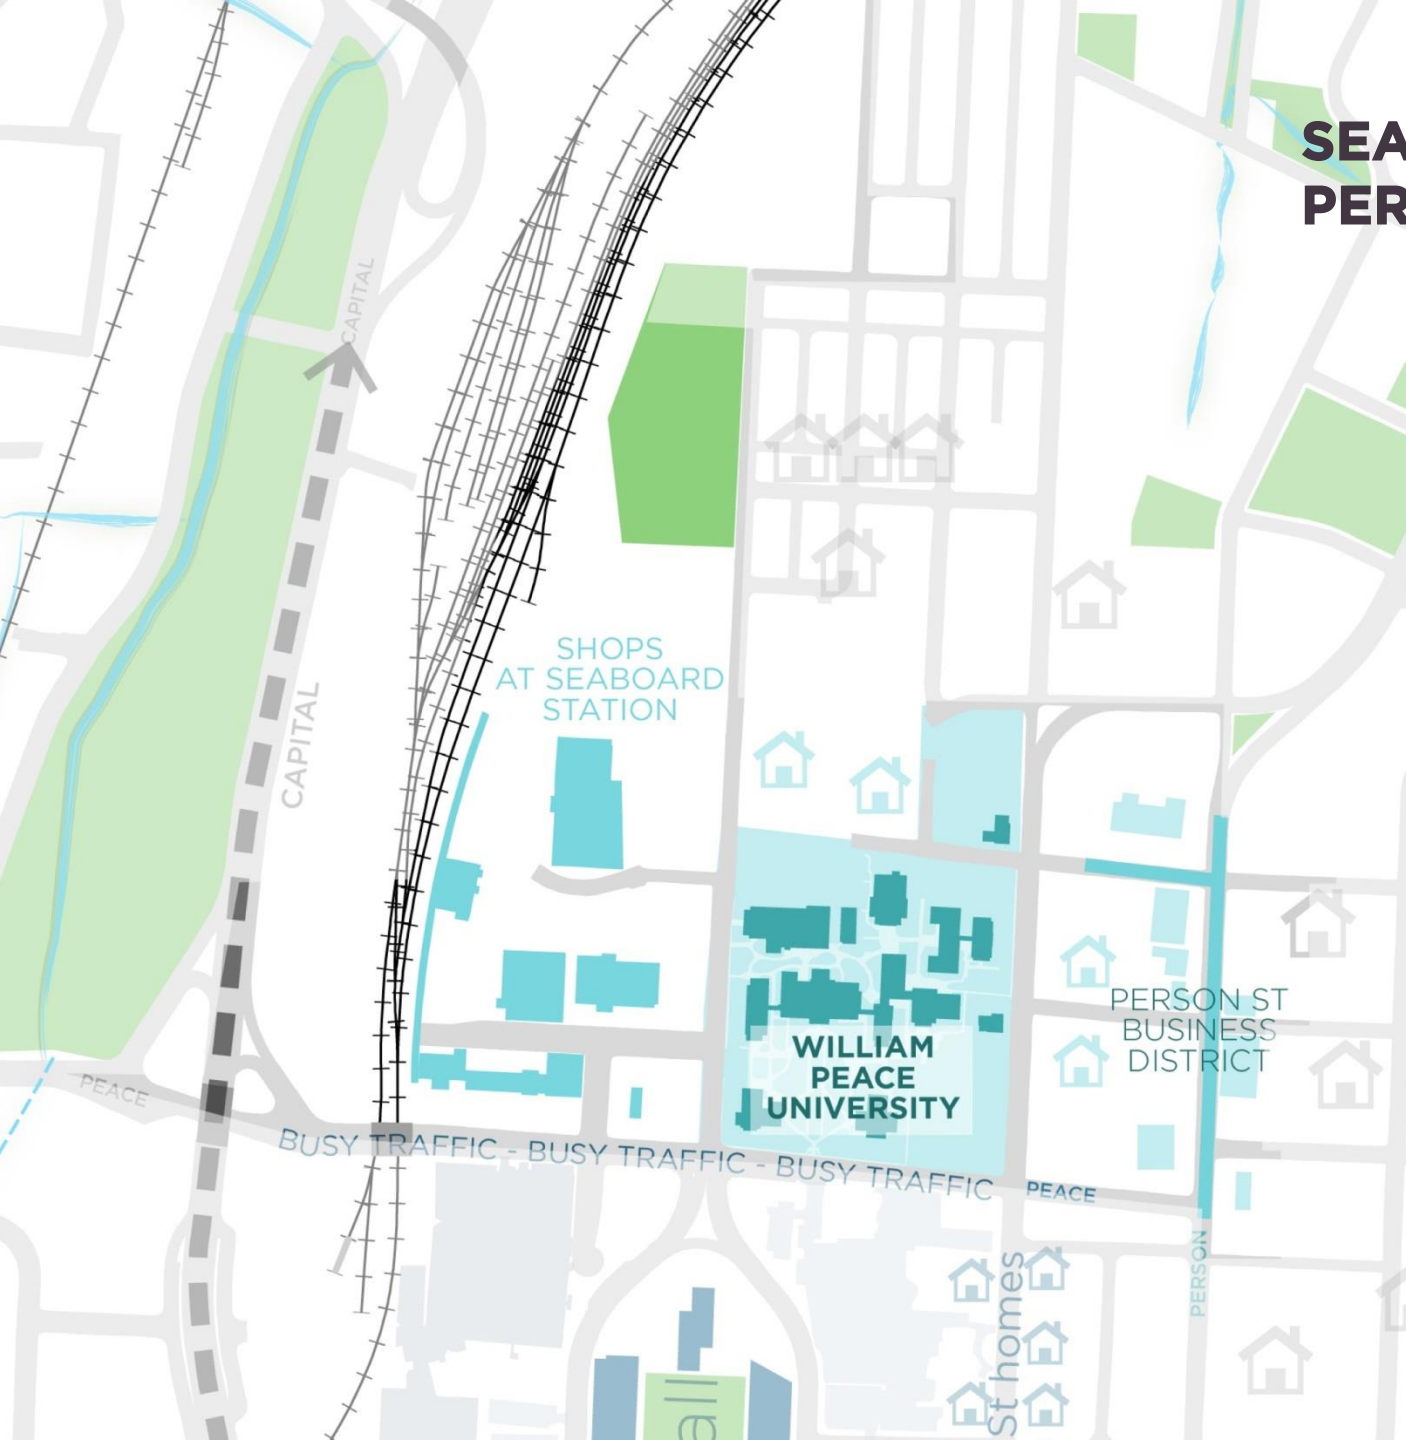 SEA
PER
CAPITAL
SHOPS
AT SEABOARD
STATION
CAPITAL
PERSON ST
BUSINESS
DISTRICT
WILLIAM
PEACE
UNIVERSITY
PEACE
BUSY TRAFFIC - BUSY TRAFFIC - BUSY TRAFFIC
PEACE
PERSON
St homes
all